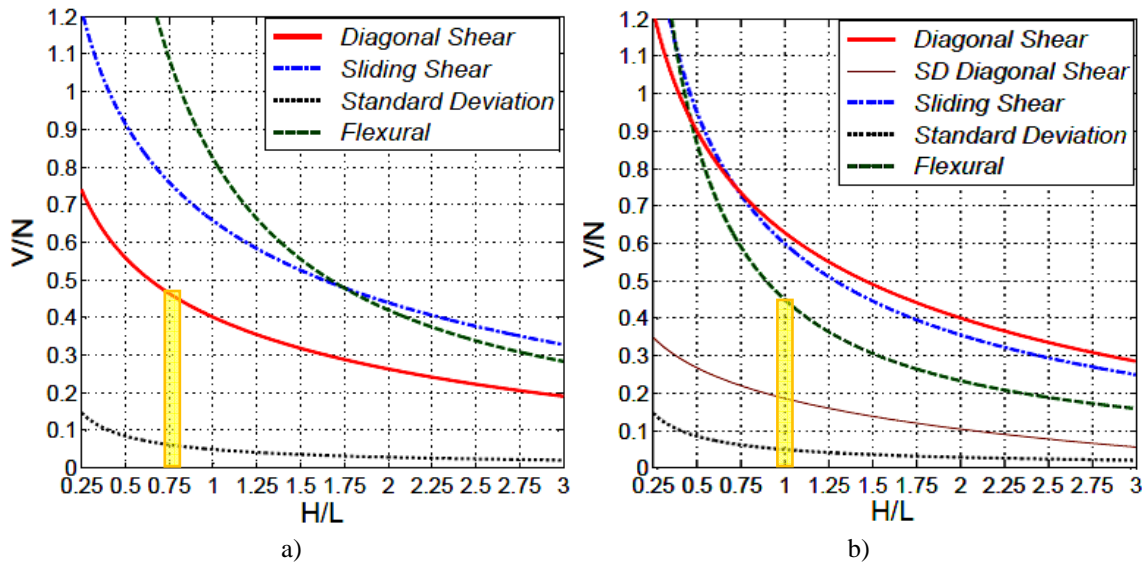 1.2
1.1
1
0.9
0.8
0.7
0.6
0.5
0.4
0.3
0.2
0.1
0
V/N
Diagonal Shear
Sliding Shear
Standard Deviation
Flexural
0.25 0.5 0.75 1 1.25 1.5 1.75 2 2.25 2.5 2.75 3
H/L
a)
1.2
1.1
1
0.9
0.8
0.7
0.6
0.5
0.4
0.3
0.2
0.1
0
V/N
Diagonal Shear
SD Diagonal Shear
Sliding Shear
Standard Deviation
Flexural
0.25 0.5 0.75 1 1.25 1.5 1.75 2 2.25 2.5 2.75 3
H/L
b)